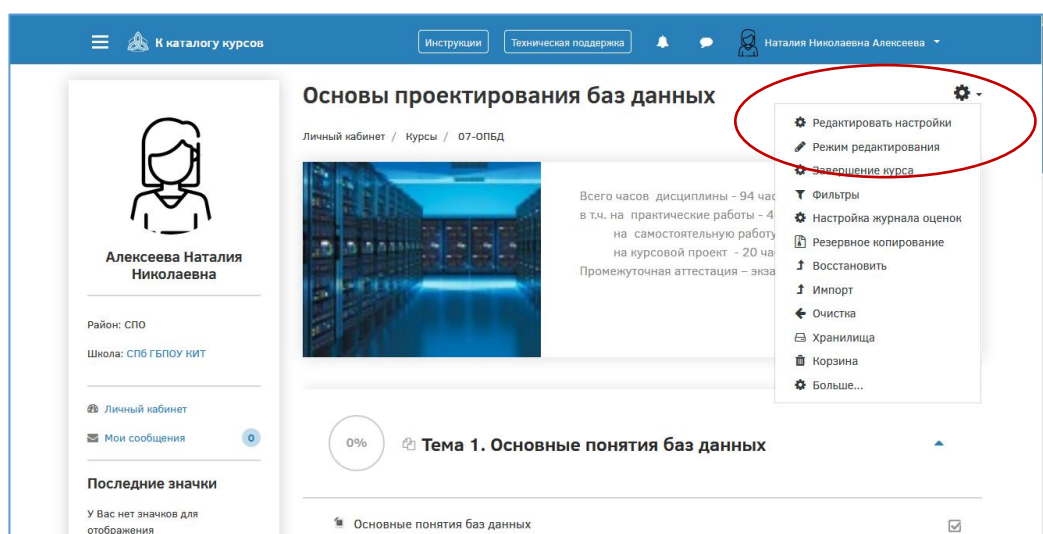 К каталогу курсов
Инструкции
Техническая поддержка
Наталия Николаевна Алексеева
Алексеева Наталия
Николаевна
Район: СПО
Школа: СПб ГБПОУ КИТ
Личный кабинет
Мои сообщения 0
Последние значки
У Вас нет значков для
отображения
Основы проектирования баз данных
Личный кабинет / Курсы / 07-ОПБД
Всего часов дисциплины - 94
в т.ч. на практические работы - 4
на самостоятельную работу
на курсовой проект - 20
Промежуточная аттестация –
Редактировать настройки
Режим редактирования
Завершение курса
Фильтры
Настройка журнала оценок
Резервное копирование
Восстановить
Импорт
Очистка
Хранилища
Корзина
Больше...
0%
Тема 1. Основные понятия баз данных
Основные понятия баз данных